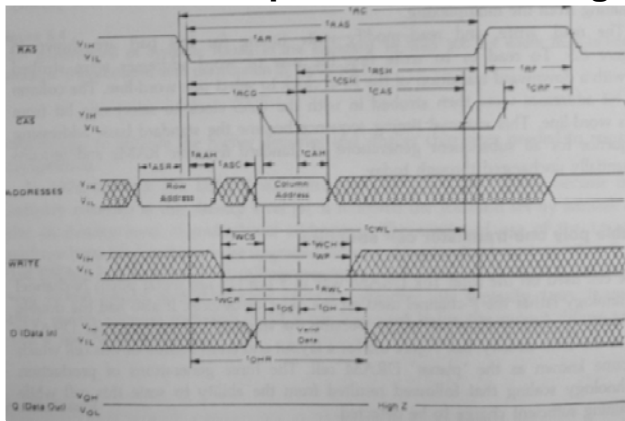 tRC
tRAS
tAR
RAS VIH
VIL
tRSH tRP
tCSH tCRP
tRCD tCAS
CAS VIH
VIL
tASR tRAH tASC tCAH
ADDRESSES VIH
VIL
Row Address
Column Address
tCWL
tWCS tWCH
tWP
WRITE VIH
VIL
tRWL
tWCR
tDS tDH
D (Data In) VIH
VIL
Valid Data
tDHR
Q (Data Out) VOH
VOL
High Z